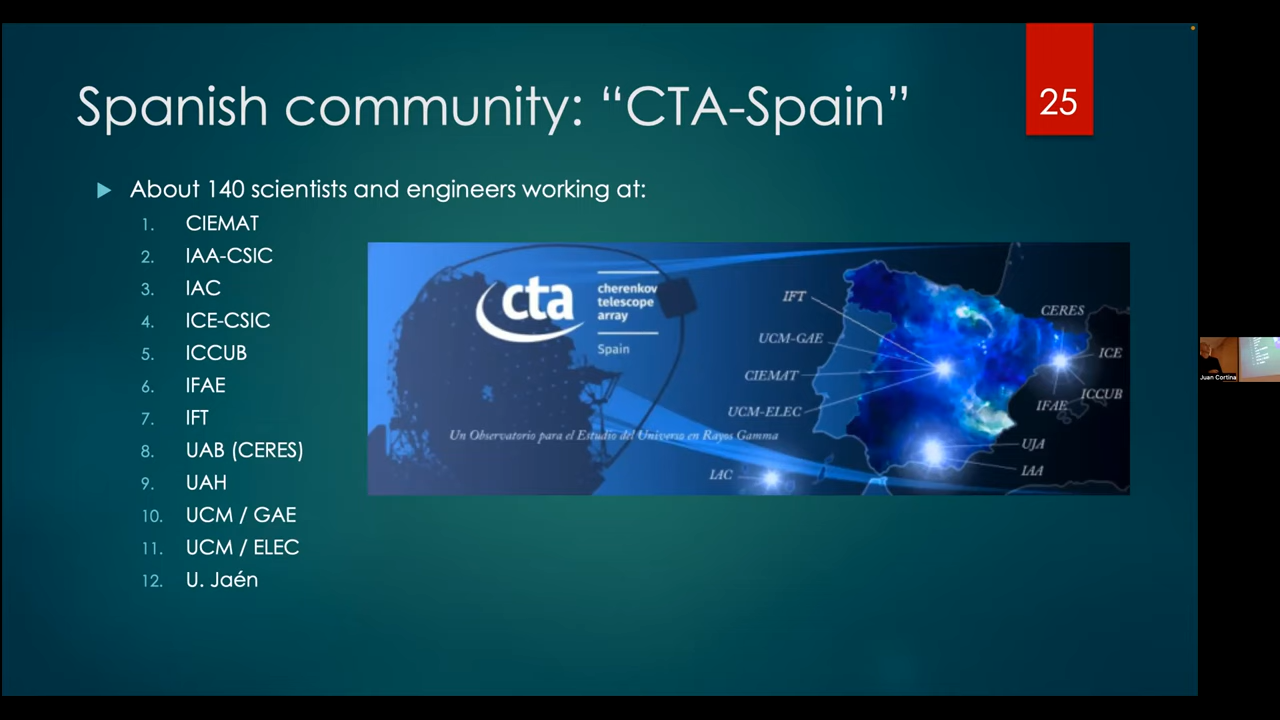 Spanish community: “CTA-Spain”
25
About 140 scientists and engineers working at:
1. CIEMAT
2. IAA-CSIC
3. IAC
4. ICE-CSIC
5. ICCUB
6. IFAE
7. IFT
8. UAB (CERES)
9. UAH
10. UCM / GAE
11. UCM / ELEC
12. U. Jaén
cta
cherenkov
telescope
array
Spain
Un Observatorio para el Estudio del Universo en Rayos Gamma
IFT
UCM-GAE
CIEMAT
UCM-ELEC
IAC
CERES
ICE
ICCUB
IFAE
UJA
IAA
Juan Cortina